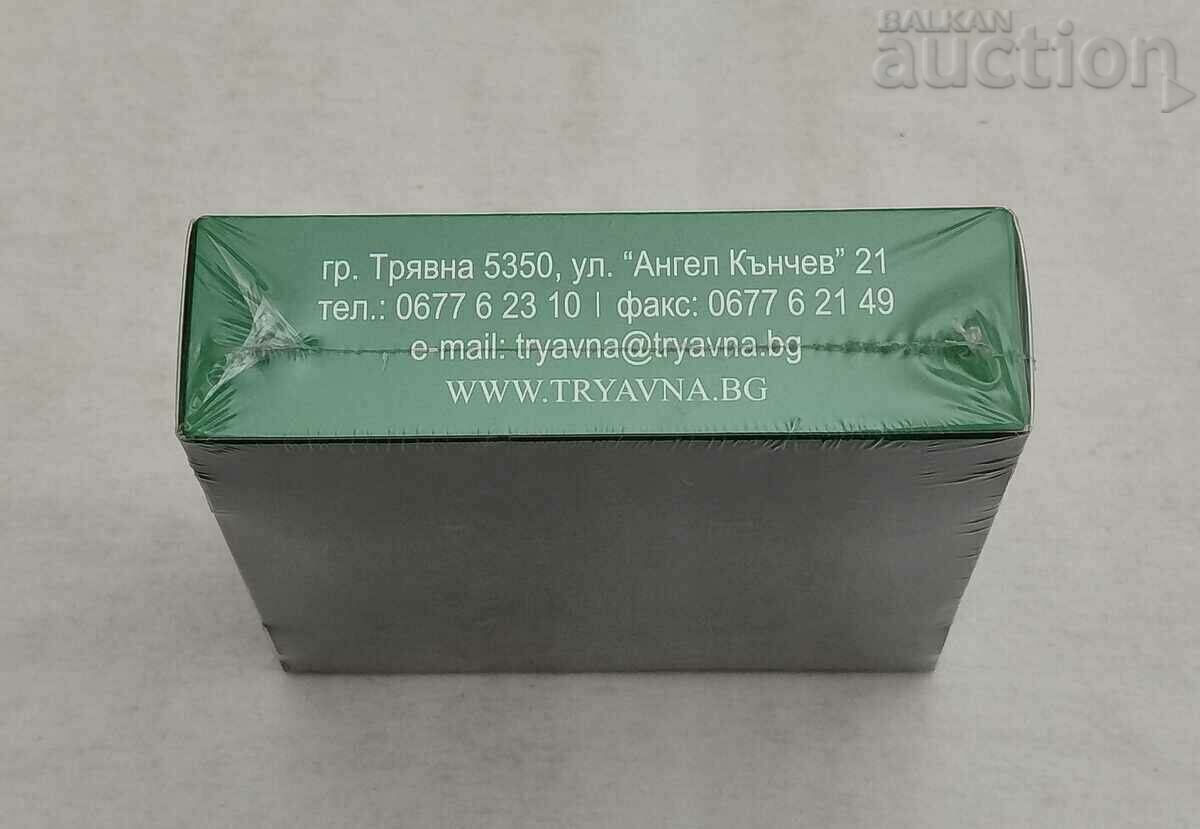 BALKAN
auction
гр. Трявна 5350, ул. “Ангел Кънчев” 21
тел.: 0677 6 23 10 | факс: 0677 6 21 49
e-mail: tryavna@tryavna.bg
WWW.TRYAVNA.BG